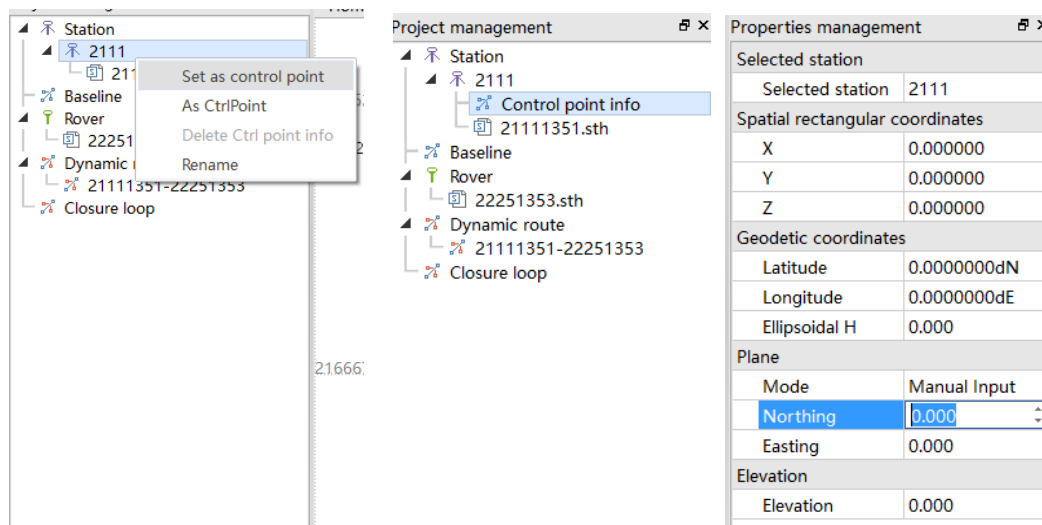 Station
2111
211
Set as control point
Baseline
As CtrlPoint
Rover
22251
Delete Ctrl point info
Dynamic
Rename
21111351-22251353
Closure loop
21666
Project management
Station
2111
Control point info
21111351.sth
Baseline
Rover
22251353.sth
Dynamic route
21111351-22251353
Closure loop
Properties management
Selected station
Selected station 2111
Spatial rectangular coordinates
X 0.000000
Y 0.000000
Z 0.000000
Geodetic coordinates
Latitude 0.0000000dN
Longitude 0.0000000dE
Ellipsoidal H 0.000
Plane
Mode Manual Input
Northing 0.000
Easting 0.000
Elevation
Elevation 0.000